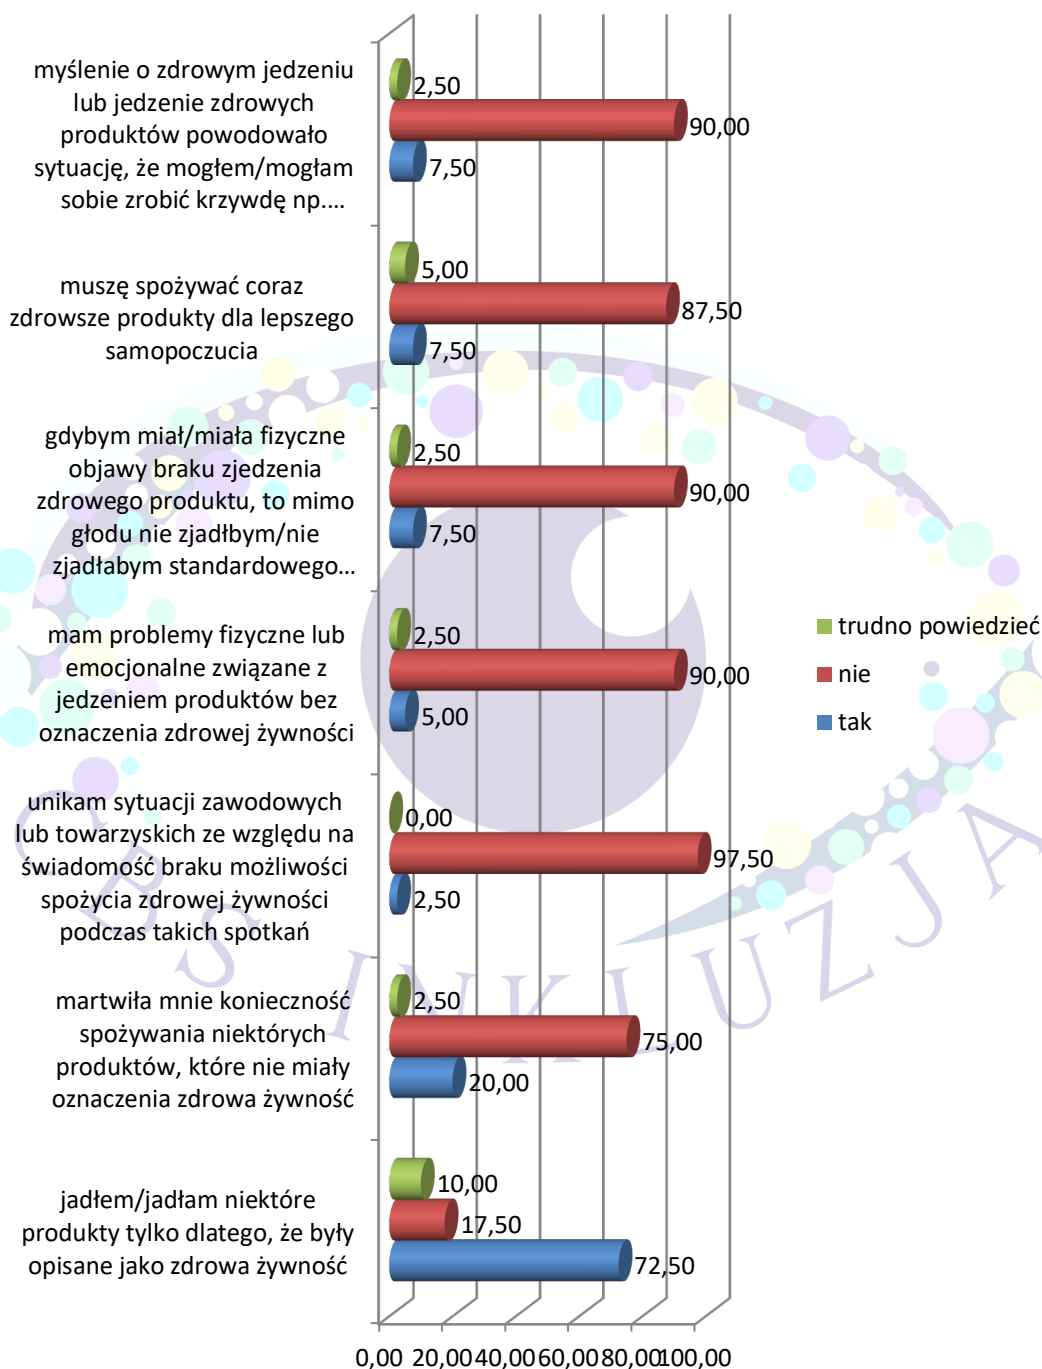 myślenie o zdrowym jedzeniu
lub jedzenie zdrowych
produktów powodowało
sytuację, że mogłem/mogłam
sobie zrobić krzywdę np....
2,50
90,00
7,50
muszę spożywać coraz
zdrowsze produkty dla lepszego
samopoczucia
5,00
87,50
7,50
gdybym miał/miała fizyczne
objawy braku zjedzenia
zdrowego produktu, to mimo
głodu nie zjadłbym/nie
zjadłabym standardowego...
2,50
90,00
7,50
mam problemy fizyczne lub
emocjonalne związane z
jedzeniem produktów bez
oznaczenia zdrowej żywności
2,50
90,00
5,00
unikam sytuacji zawodowych
lub towarzyskich ze względu na
świadomość braku możliwości
spożycia zdrowej żywności
podczas takich spotkań
0,00
97,50
2,50
martwiła mnie konieczność
spożywania niektórych
produktów, które nie miały
oznaczenia zdrowa żywność
2,50
75,00
20,00
jadłem/jadłam niektóre
produkty tylko dlatego, że były
opisane jako zdrowa żywność
10,00
17,50
72,50
0,00 20,00 40,00 60,00 80,00 100,00
trudno powiedzieć
nie
tak
CBS INKLUZJA